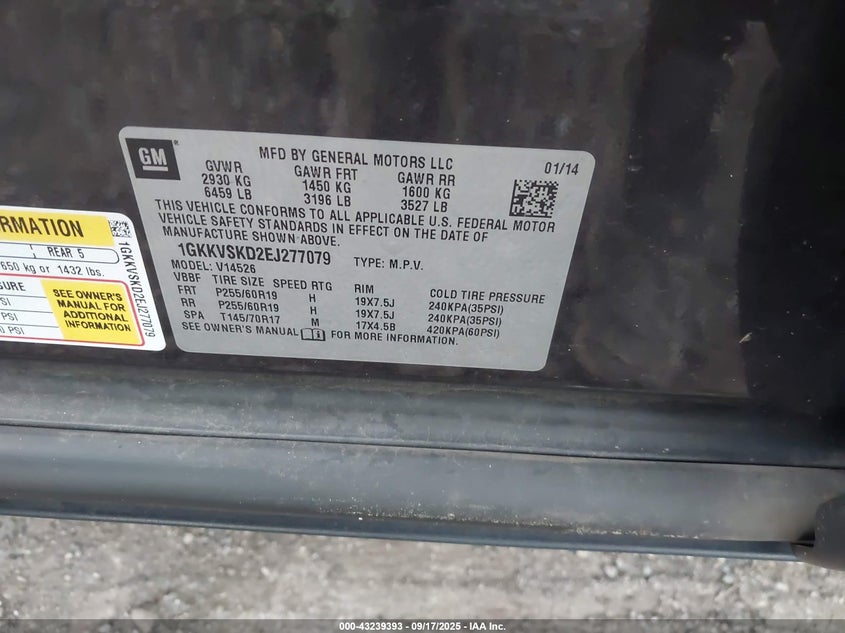 GM
MFD BY GENERAL MOTORS LLC
01/14
GVWR GAWR FRT GAWR RR
2930 KG 1450 KG 1600 KG
6459 LB 3196 LB 3527 LB
THIS VEHICLE CONFORMS TO ALL APPLICABLE U.S. FEDERAL MOTOR
VEHICLE SAFETY STANDARDS IN EFFECT ON THE DATE OF
MANUFACTURE SHOWN ABOVE.
1GKKVSKD2EJ277079 TYPE: M.P.V.
MODEL: V14526
VBBF TIRE SIZE SPEED RTG RIM COLD TIRE PRESSURE
FRT P255/60R19 H 19X7.5J 240KPA(35PSI)
RR P255/60R19 H 19X7.5J 240KPA(35PSI)
SPA T145/70R17 M 17X4.5B 420KPA(60PSI)
SEE OWNER'S MANUAL FOR MORE INFORMATION.
RMATION
REAR 5
650 kg or 1432 lbs.
SEE OWNER'S
MANUAL FOR
ADDITIONAL
INFORMATION
PSI
1GKKVSKD2EJ277079
000-43239393 - 09/17/2025 - IAA Inc.